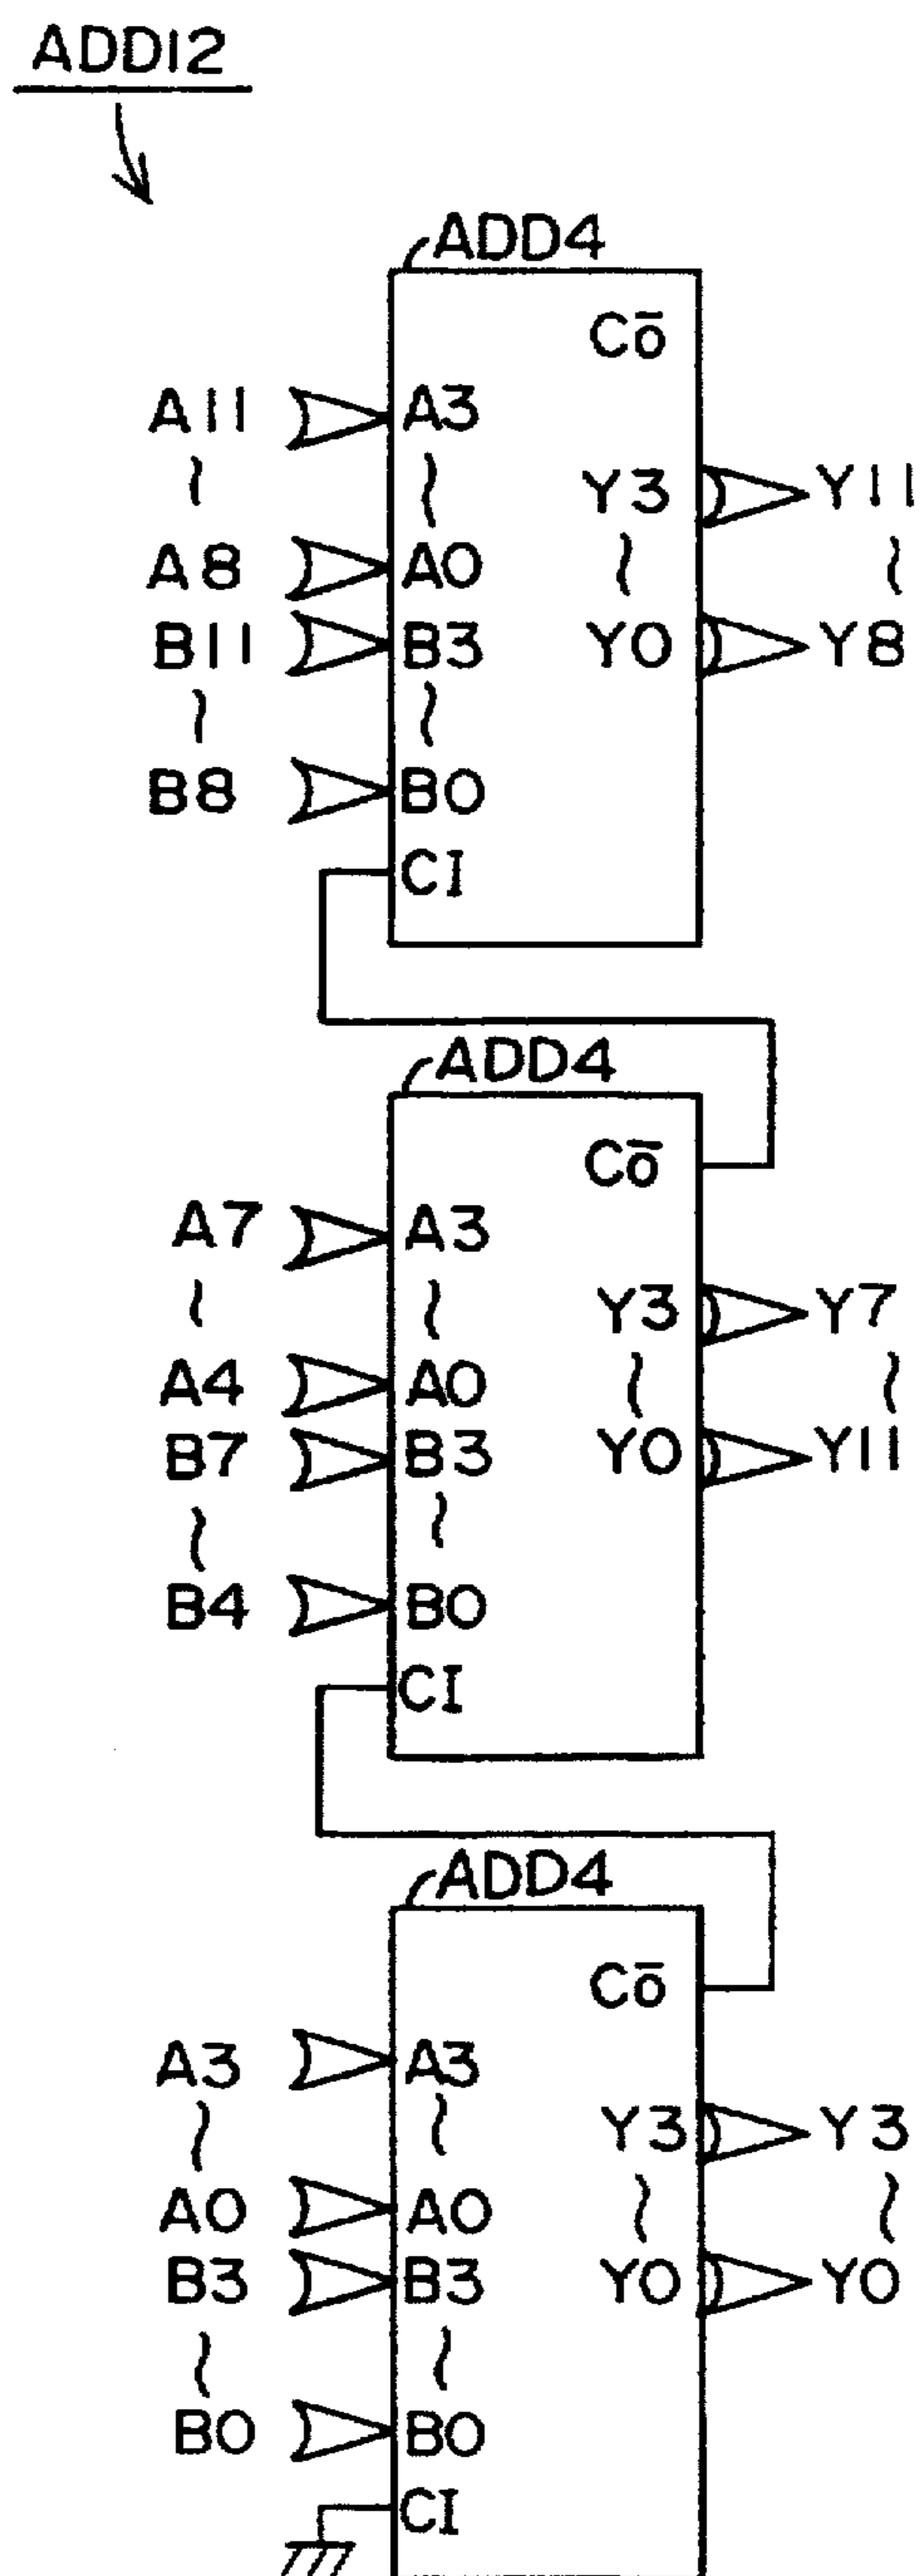 ADD12
ADD4
Cō
A11 A3
~ ~
Y3 Y11
~ ~
A8 A0
B11 B3 Y0 Y8
~ ~
B8 B0
CI
ADD4
Cō
A7 A3
~ ~
Y3 Y7
~ ~
A4 A0
B7 B3 Y0 Y11
~ ~
B4 B0
CI
ADD4
Cō
A3 A3
~ ~
Y3 Y3
~ ~
A0 A0
B3 B3 Y0 Y0
~ ~
B0 B0
CI